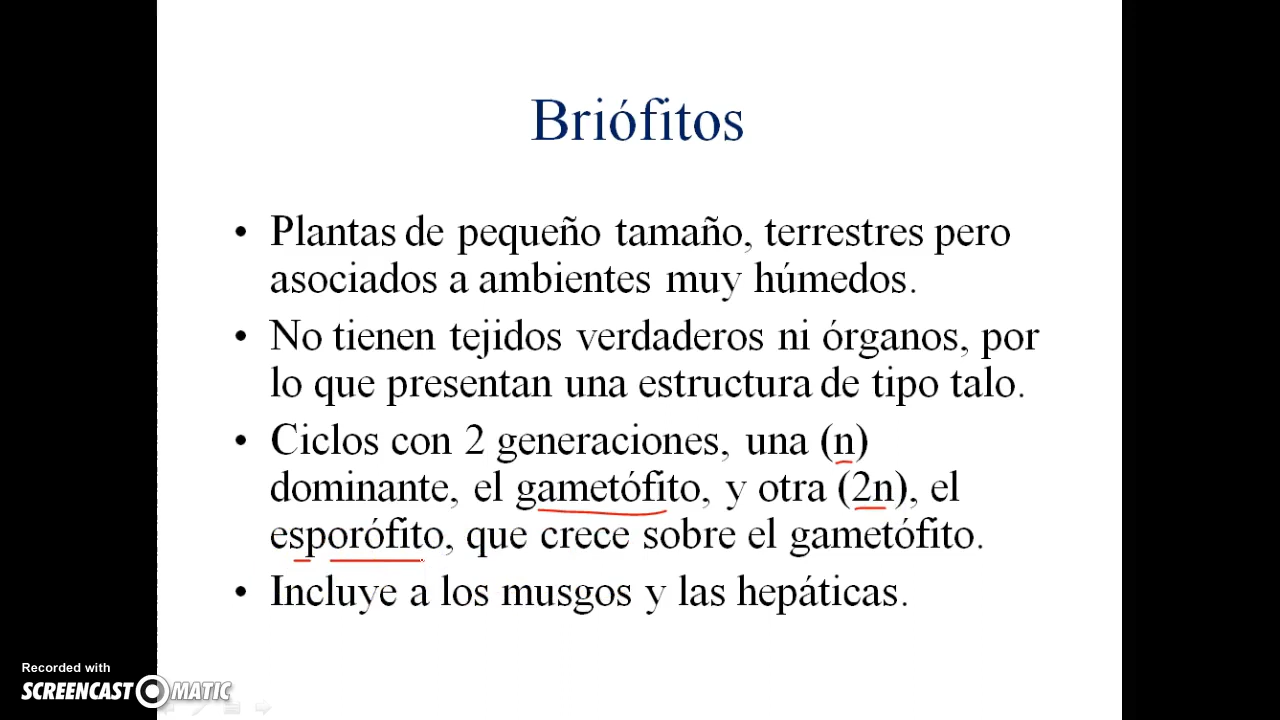 Briófitos
• Plantas de pequeño tamaño, terrestres pero
asociados a ambientes muy húmedos.
• No tienen tejidos verdaderos ni órganos, por
lo que presentan una estructura de tipo talo.
• Ciclos con 2 generaciones, una (n)
dominante, el gametófito, y otra (2n), el
esporófito, que crece sobre el gametófito.
• Incluye a los musgos y las hepáticas.
Recorded with
SCREENCAST MATIC